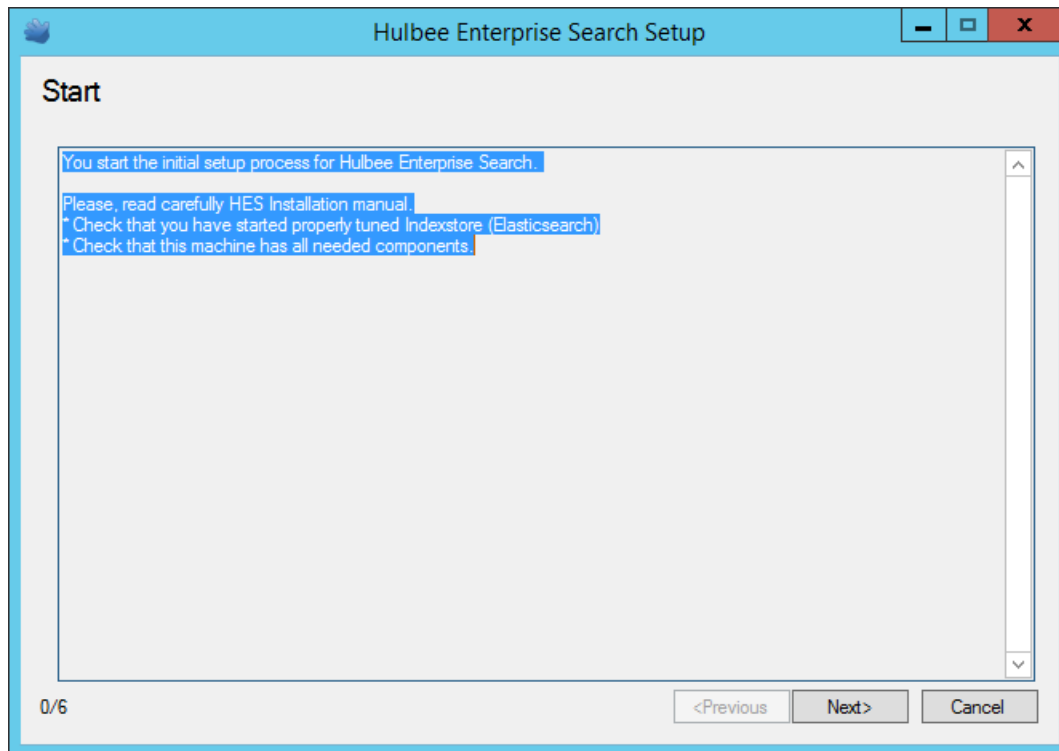 Hulbee Enterprise Search Setup
Start
You start the initial setup process for Hulbee Enterprise Search.
Please, read carefully HES Installation manual.
* Check that you have started properly tuned Indexstore (Elasticsearch)
* Check that this machine has all needed components.
0/6
<Previous
Next>
Cancel